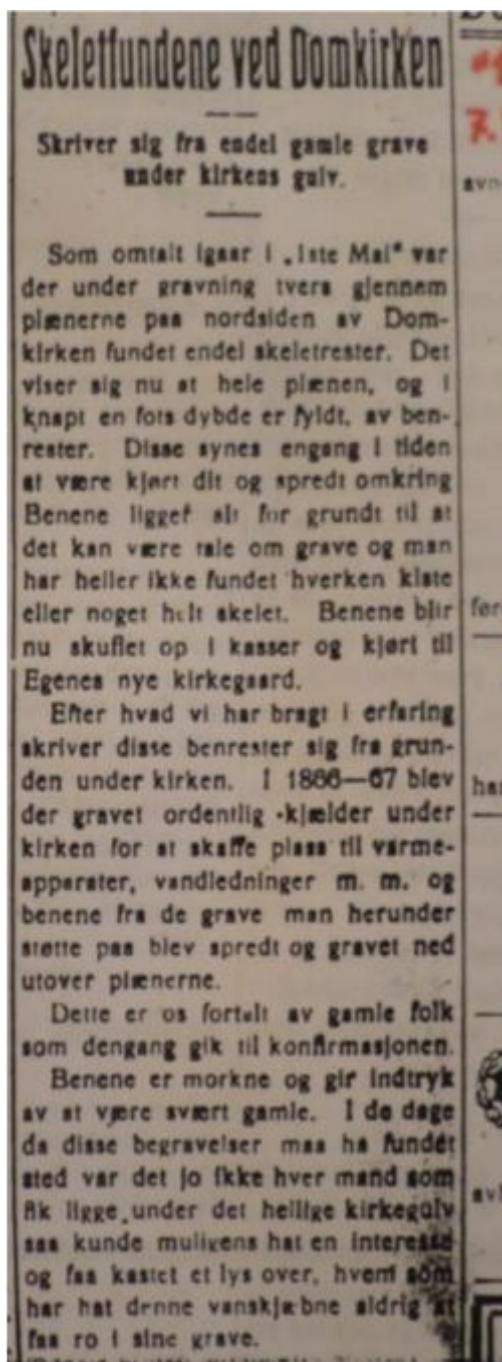 Skeletfundene ved Domkirken
Skriver sig fra endel gamle grave
under kirkens gulv.
Som omtalt igaar i „1ste Mai" var
der under gravning tvers gjennem
plænerne paa nordsiden av Dom-
kirken fundet endel skeletrester. Det
viser sig nu at hele plænen, og i
knapt en fots dybde er fyldt, av ben-
rester. Disse synes engang i tiden
at være kjørt dit og spredt omkring
Benene ligger alt for grundt til at
det kan være tale om grave og man
har heller ikke fundet hverken kiste
eller noget helt skelet. Benene blir
nu skuflet op i kasser og kjørt til
Egenes nye kirkegaard.
Efter hvad vi har bragt i erfaring
skriver disse benrester sig fra grun-
den under kirken. I 1866—67 blev
der gravet ordentlig kjælder under
kirken for at skaffe plass til varme-
apparater, vandledninger m. m. og
benene fra de grave man herunder
støtte paa blev spredt og gravet ned
utover plænerne.
Dette er os fortalt av gamle folk
som dengang gik til konfirmasjonen.
Benene er morkne og gir indtryk
av at være svært gamle. I de dage
da disse begravelser maa ha fundet
sted var det jo ikke hver mand som
fik ligge under det hellige kirkegulv
saa kunde muligens hat en interesse
og faa kastet et lys over, hvem som
har hat denne vanskjæbne aldrig at
faa ro i sine grave.
7.
avn
før
har
avl